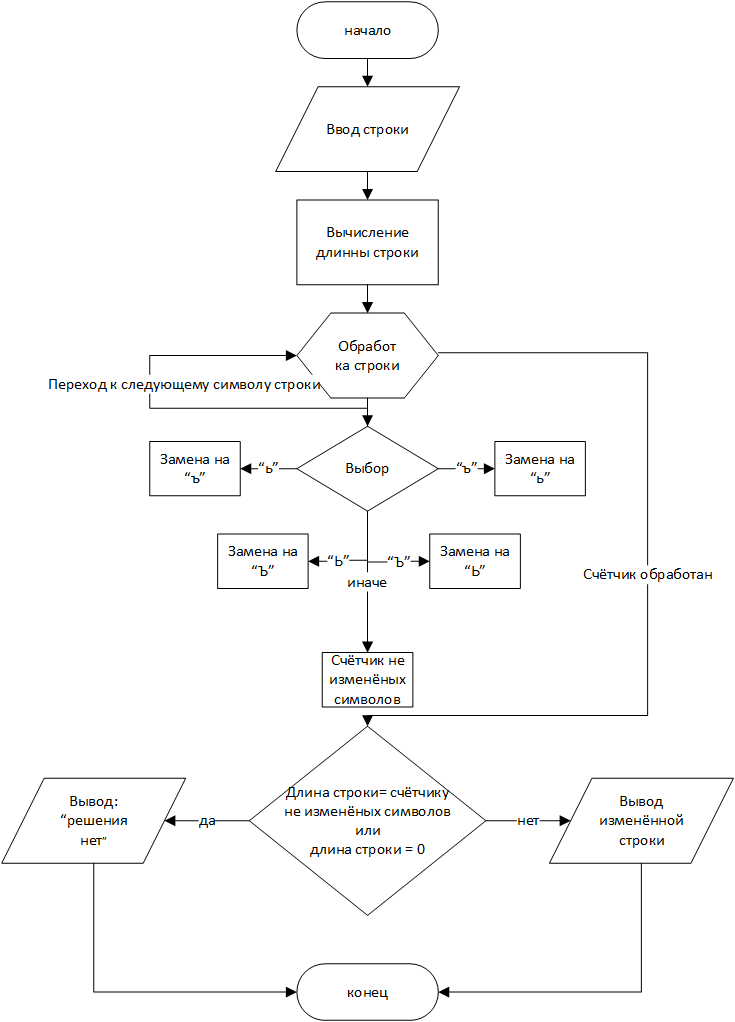 начало
Ввод строки
Вычисление
длинны строки
Обработ
ка строки
Переход к следующему символу строки
Замена на
“ъ”
“ь”
Выбор
“ъ”
Замена на
“ь”
Замена на
“Ъ”
“Ь”
“Ъ”
Замена на
“Ь”
иначе
Счётчик обработан
Счётчик не
изменёных
символов
Длина строки= счётчику
не изменёных символов
или
длина строки = 0
Вывод:
“решения
нет”
да
нет
Вывод
изменённой
строки
конец